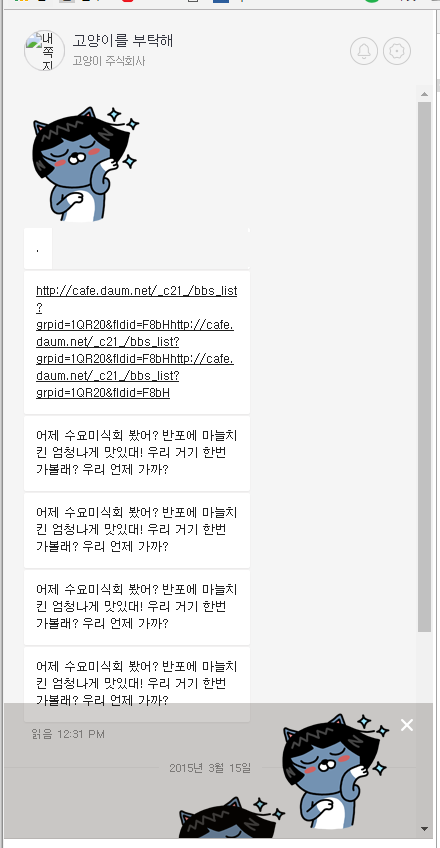 내
쪽
지
고양이를 부탁해
고양이 주식회사
.
http://cafe.daum.net/_c21_/bbs_list
?
grpid=1QR20&fldid=F8bHhttp://cafe.
daum.net/_c21_/bbs_list?
grpid=1QR20&fldid=F8bHhttp://cafe.
daum.net/_c21_/bbs_list?
grpid=1QR20&fldid=F8bH
어제 수요미식회 봤어? 반포에 마늘치
킨 엄청나게 맛있대! 우리 거기 한번
가볼래? 우리 언제 가까?
어제 수요미식회 봤어? 반포에 마늘치
킨 엄청나게 맛있대! 우리 거기 한번
가볼래? 우리 언제 가까?
어제 수요미식회 봤어? 반포에 마늘치
킨 엄청나게 맛있대! 우리 거기 한번
가볼래? 우리 언제 가까?
어제 수요미식회 봤어? 반포에 마늘치
킨 엄청나게 맛있대! 우리 거기 한번
가볼래? 우리 언제 가까?
읽음 12:31 PM
2015년 3월 15일